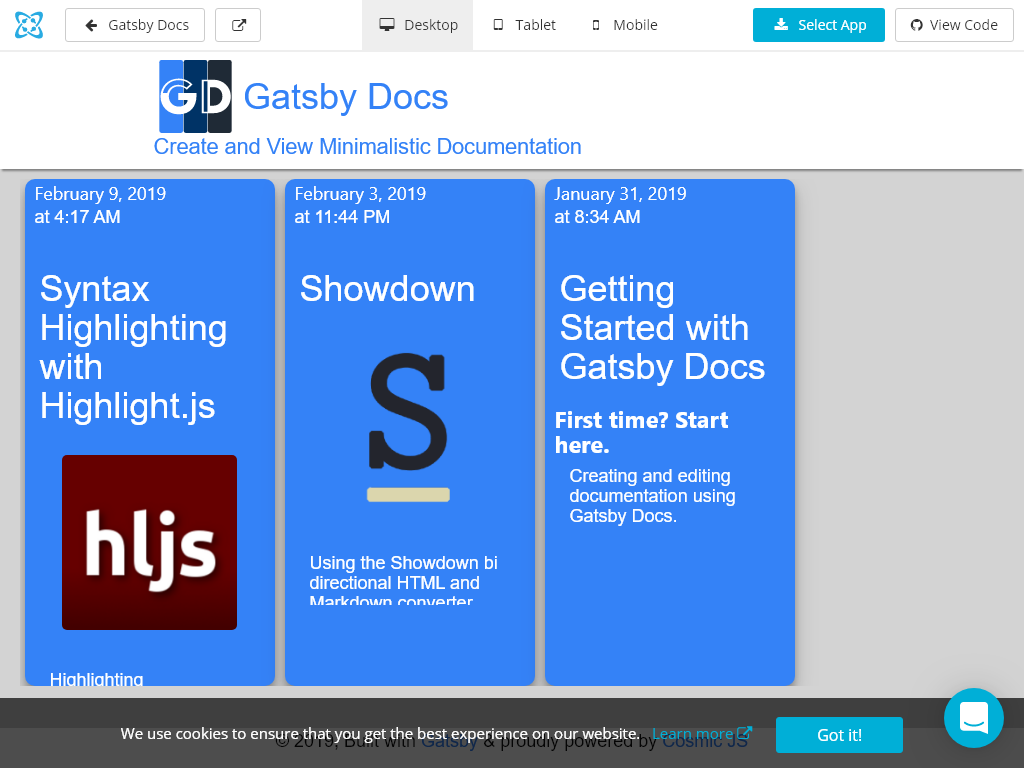 Gatsby Docs
Desktop
Tablet
Mobile
Select App
View Code
GD Gatsby Docs
Create and View Minimalistic Documentation
February 9, 2019
at 4:17 AM
Syntax
Highlighting
with
Highlight.js
hljs
Highlighting
February 3, 2019
at 11:44 PM
Showdown
S
Using the Showdown bi
directional HTML and
Markdown converter
January 31, 2019
at 8:34 AM
Getting
Started with
Gatsby Docs
First time? Start
here.
Creating and editing
documentation using
Gatsby Docs.
We use cookies to ensure that you get the best experience on our website. Learn more
Got it!
© 2019, Built with Gatsby & proudly powered by Cosmic JS